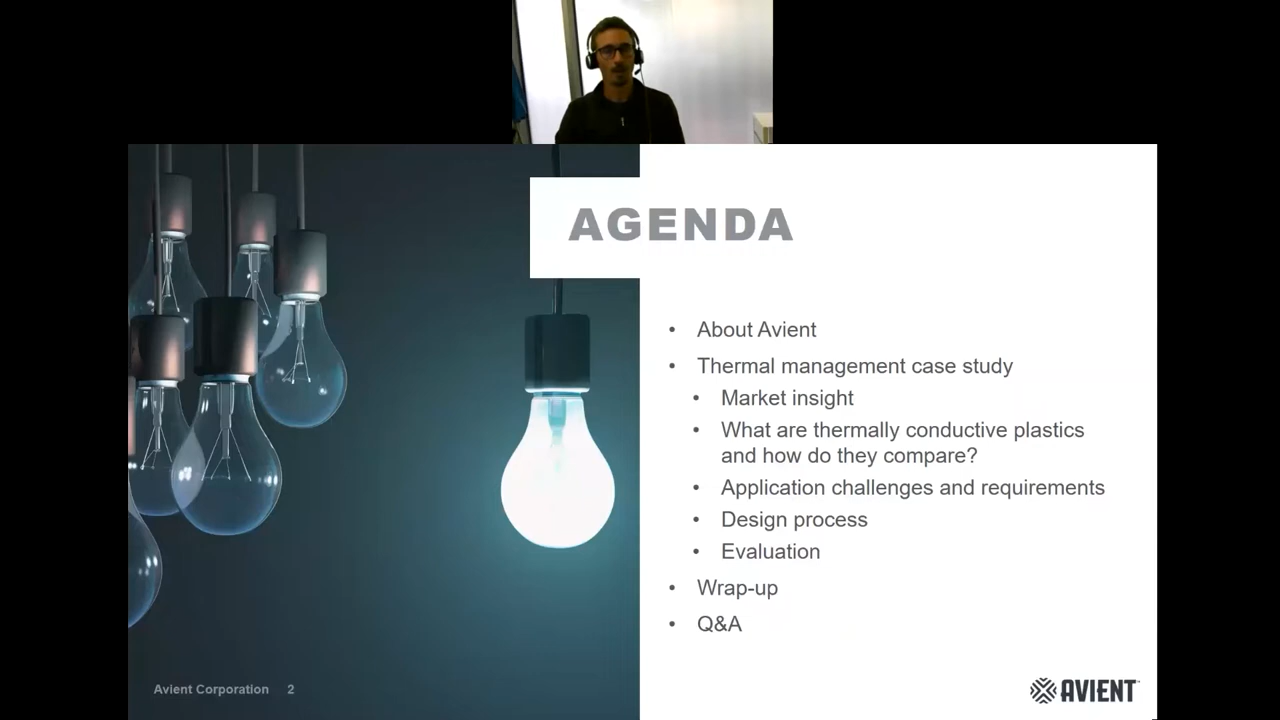 AGENDA
• About Avient
• Thermal management case study
• Market insight
• What are thermally conductive plastics
and how do they compare?
• Application challenges and requirements
• Design process
• Evaluation
• Wrap-up
• Q&A
Avient Corporation 2
AVIENT